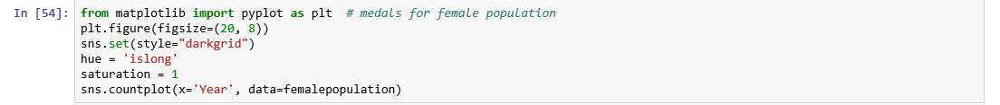 In [54]: from matplotlib import pyplot as plt  # medals for female population
plt.figure(figsize=(20, 8))
sns.set(style="darkgrid")
hue = 'islong'
saturation = 1
sns.countplot(x='Year', data=femalepopulation)